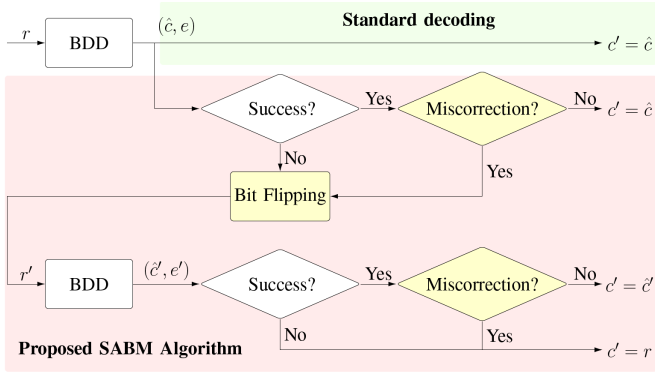 Standard decoding
r
BDD
(ĉ, e)
c′ = ĉ
Success?
Yes
Miscorrection?
No
c′ = ĉ
No
Yes
Bit Flipping
r′
BDD
(ĉ′, e′)
Success?
Yes
Miscorrection?
No
c′ = ĉ′
No
Yes
Proposed SABM Algorithm
c′ = r